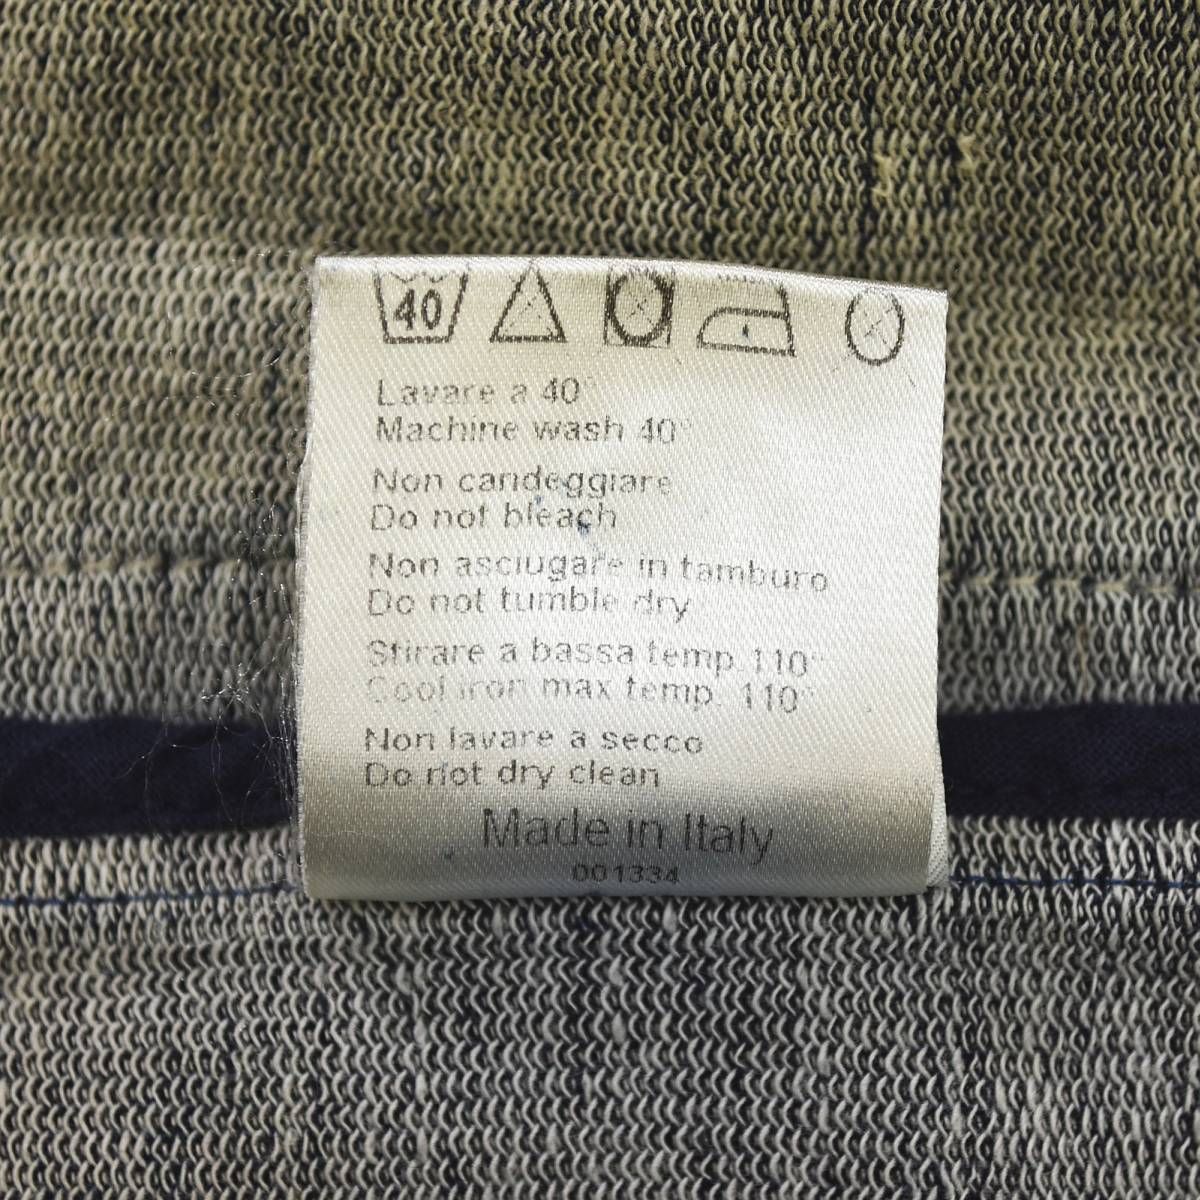 40
Lavare a 40°
Machine wash 40°
Non candeggiare
Do not bleach
Non asciugare in tamburo
Do not tumble dry
Stirare a bassa temp. 110°
Cool iron max temp. 110°
Non lavare a secco
Do not dry clean
Made in Italy
001334